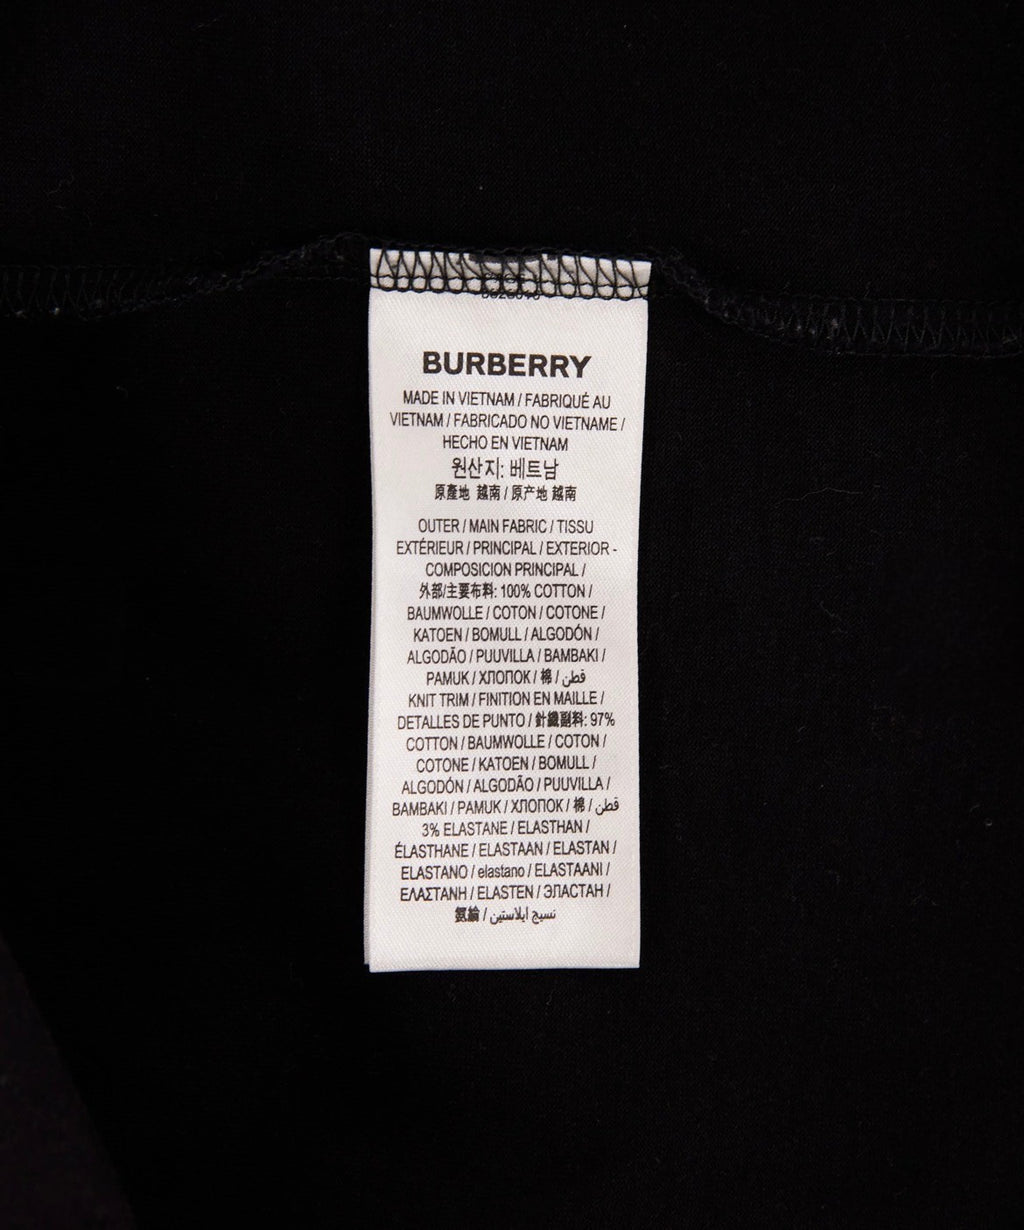 BURBERRY
MADE IN VIETNAM / FABRIQUÉ AU
VIETNAM / FABRICADO NO VIETNAME /
HECHO EN VIETNAM
원산지: 베트남
原產地 越南 / 原产地 越南
OUTER / MAIN FABRIC / TISSU
EXTÉRIEUR / PRINCIPAL / EXTERIOR -
COMPOSICION PRINCIPAL /
外部/主要布料: 100% COTTON /
BAUMWOLLE / COTON / COTONE /
KATOEN / BOMULL / ALGODÓN /
ALGODÃO / PUUVILLA / BAMBAKI /
PAMUK / ХЛОПОК / 棉 / قطن
KNIT TRIM / FINITION EN MAILLE /
DETALLES DE PUNTO / 針織副料: 97%
COTTON / BAUMWOLLE / COTON /
COTONE / KATOEN / BOMULL /
ALGODÓN / ALGODÃO / PUUVILLA /
BAMBAKI / PAMUK / ХЛОПОК / 棉 / قطن
3% ELASTANE / ELASTHAN /
ÉLASTHANE / ELASTAAN / ELASTAN /
ELASTANO / elastano / ELASTAANI /
ΕΛΑΣΤΑΝΗ / ELASTEN / ЭЛАСТАН /
氨綸 / نسيج ايلاستين